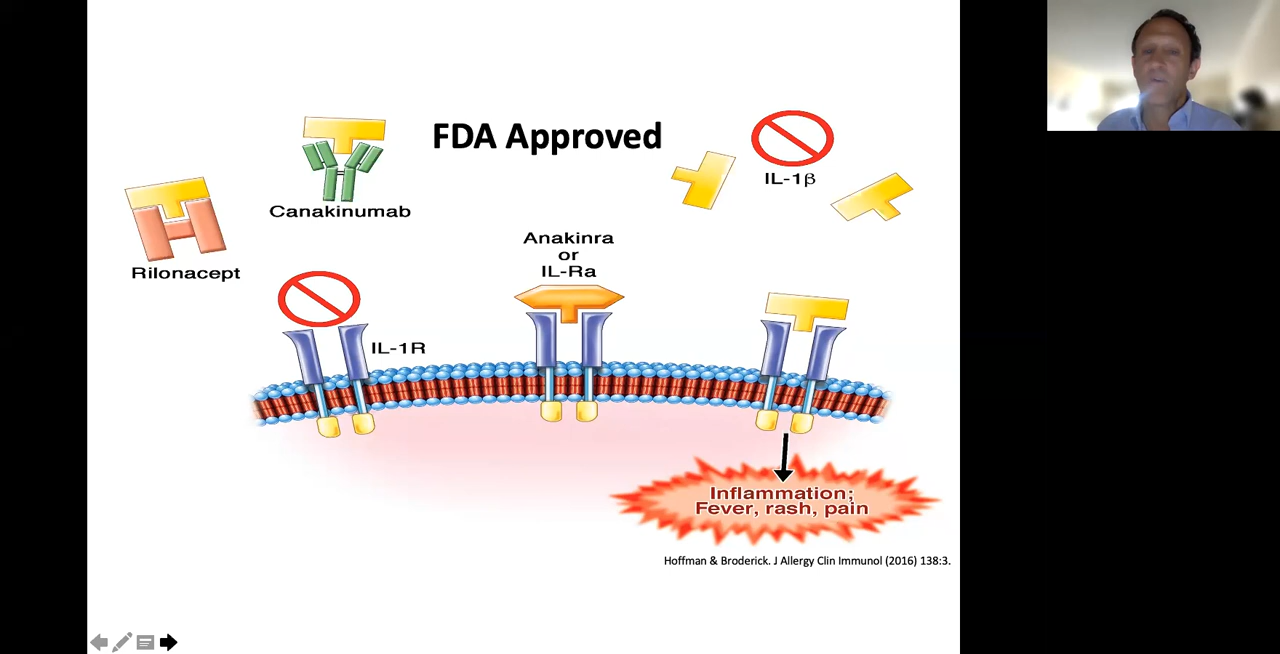 FDA Approved
IL-1β
Canakinumab
Rilonacept
Anakinra
or
IL-Ra
IL-1R
Inflammation;
Fever, rash, pain
Hoffman & Broderick. J Allergy Clin Immunol (2016) 138:3.